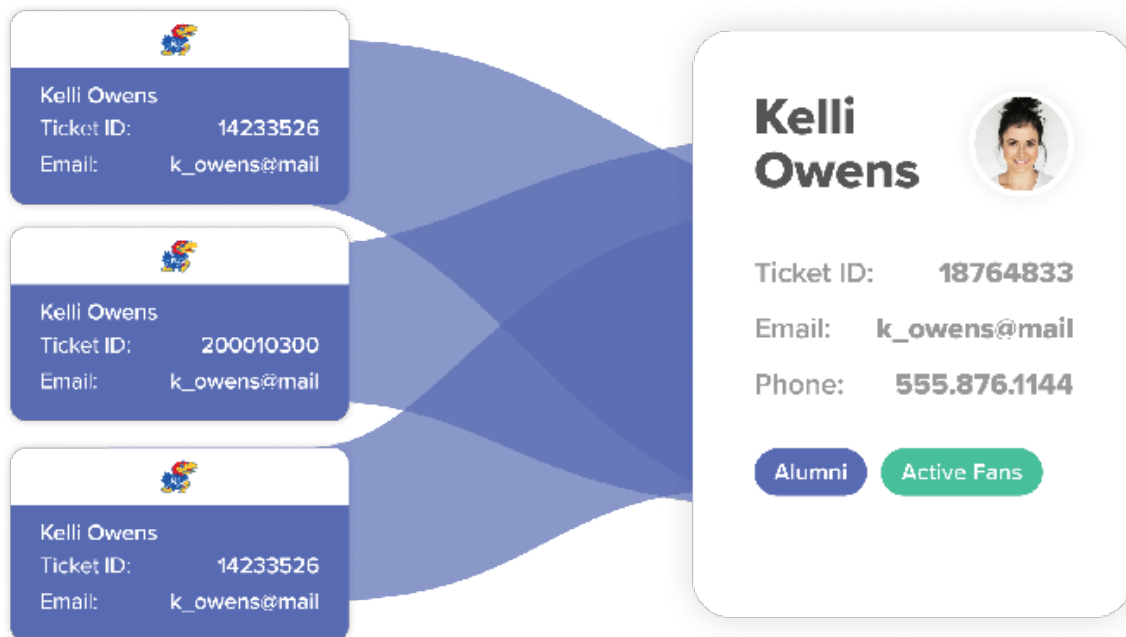 Kelli Owens
Ticket ID: 14233526
Email: k_owens@mail
Kelli Owens
Ticket ID: 200010300
Email: k_owens@mail
Kelli Owens
Ticket ID: 14233526
Email: k_owens@mail
Kelli
Owens
Ticket ID: 18764833
Email: k_owens@mail
Phone: 555.876.1144
Alumni Active Fans